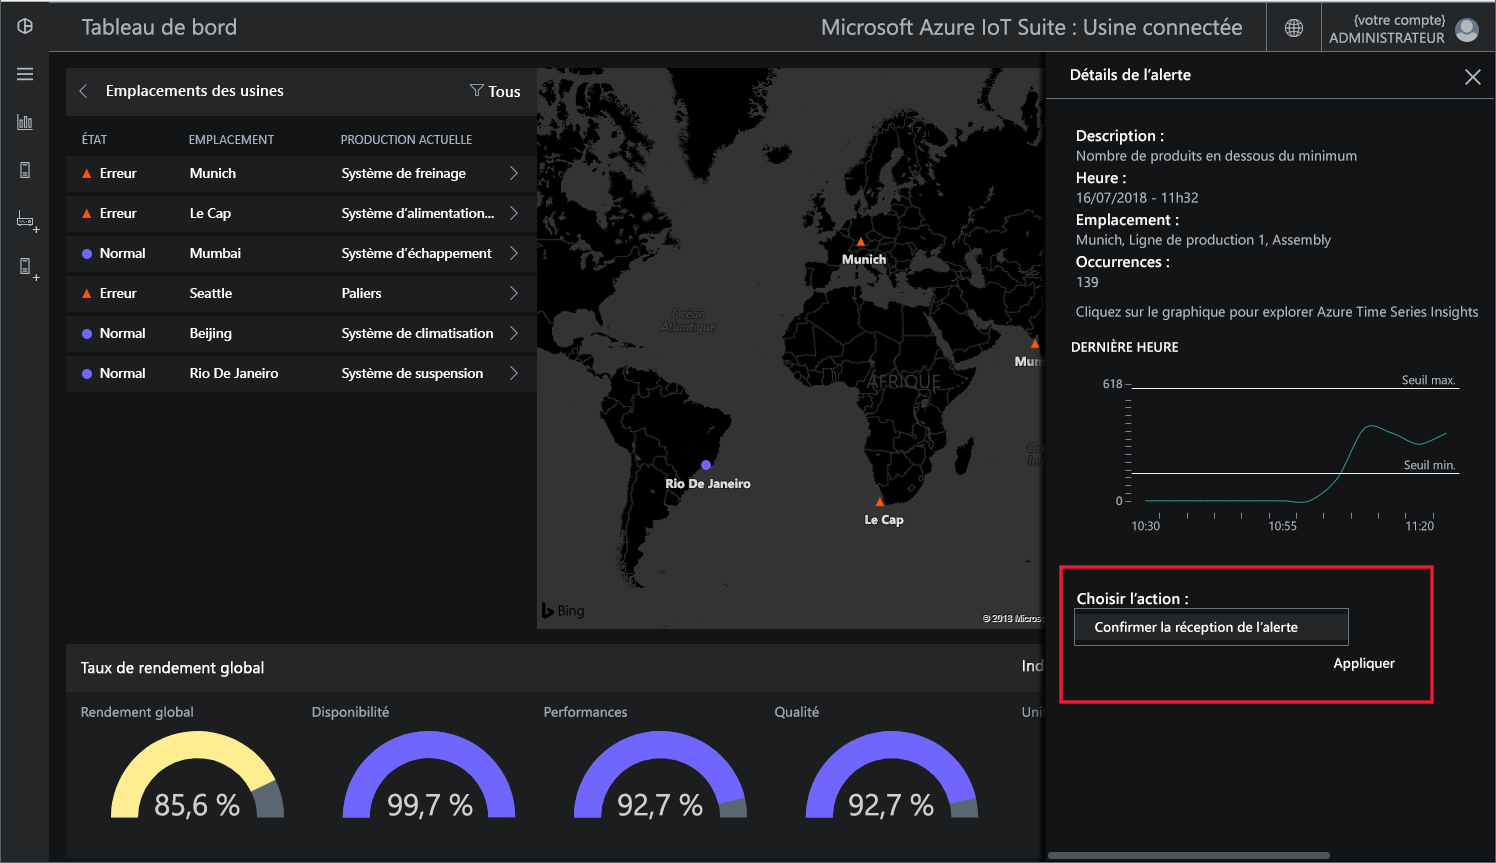 Tableau de bord
Microsoft Azure IoT Suite : Usine connectée
{votre compte}
ADMINISTRATEUR
Emplacements des usines
Tous
ÉTAT EMPLACEMENT PRODUCTION ACTUELLE
Erreur Munich Système de freinage
Erreur Le Cap Système d'alimentation...
Normal Mumbai Système d'échappement
Erreur Seattle Paliers
Normal Beijing Système de climatisation
Normal Rio De Janeiro Système de suspension
Munich
Océan
Atlantique
Mun
AFRIQUE
Rio De Janeiro
Le Cap
Bing
© 2018 Micros
Détails de l'alerte
Description :
Nombre de produits en dessous du minimum
Heure :
16/07/2018 - 11h32
Emplacement :
Munich, Ligne de production 1, Assembly
Occurrences :
139
Cliquez sur le graphique pour explorer Azure Time Series Insights
DERNIÈRE HEURE
618
Seuil max.
Seuil min.
0
10:30 10:55 11:20
Choisir l'action :
Confirmer la réception de l'alerte
Appliquer
Taux de rendement global
Ind
Rendement global Disponibilité Performances Qualité Uni
85,6 % 99,7 % 92,7 % 92,7 %